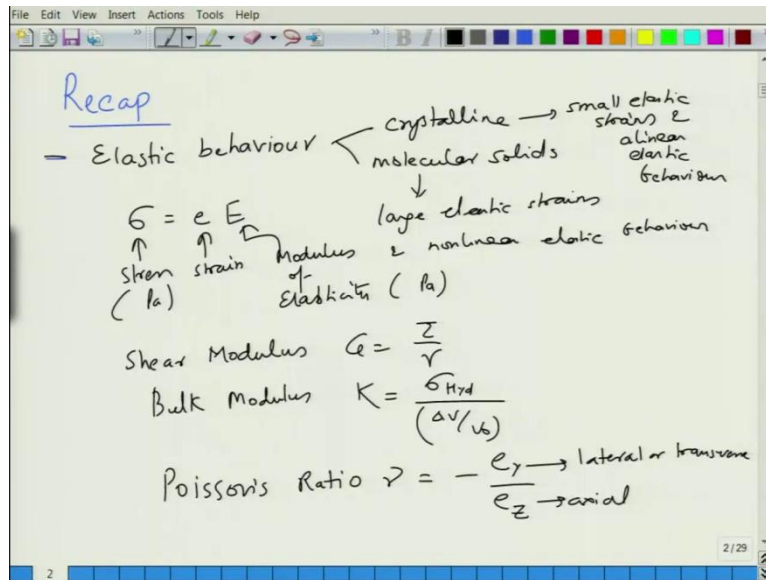 File Edit View Insert Actions Tools Help
B I
Recap
- Elastic behaviour
crystalline → small elastic strains & alinear elastic behaviour
molecular solids
↓
large elastic strains & nonlinear elastic behaviour
σ = e E
↑ ↑
stress strain Modulus of Elasticity (Pa)
(Pa)
Shear Modulus G = τ / γ
Bulk Modulus K = σHyd / (ΔV/V0)
Poisson's Ratio ν = - ey → lateral or transverse
ez → axial
2 / 29
2